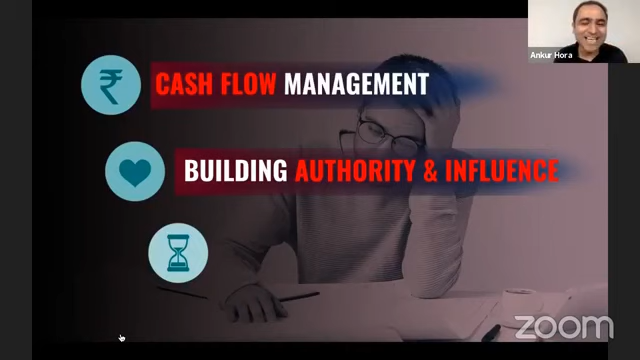 Ankur Hora
₹ CASH FLOW MANAGEMENT
BUILDING AUTHORITY & INFLUENCE
zoom